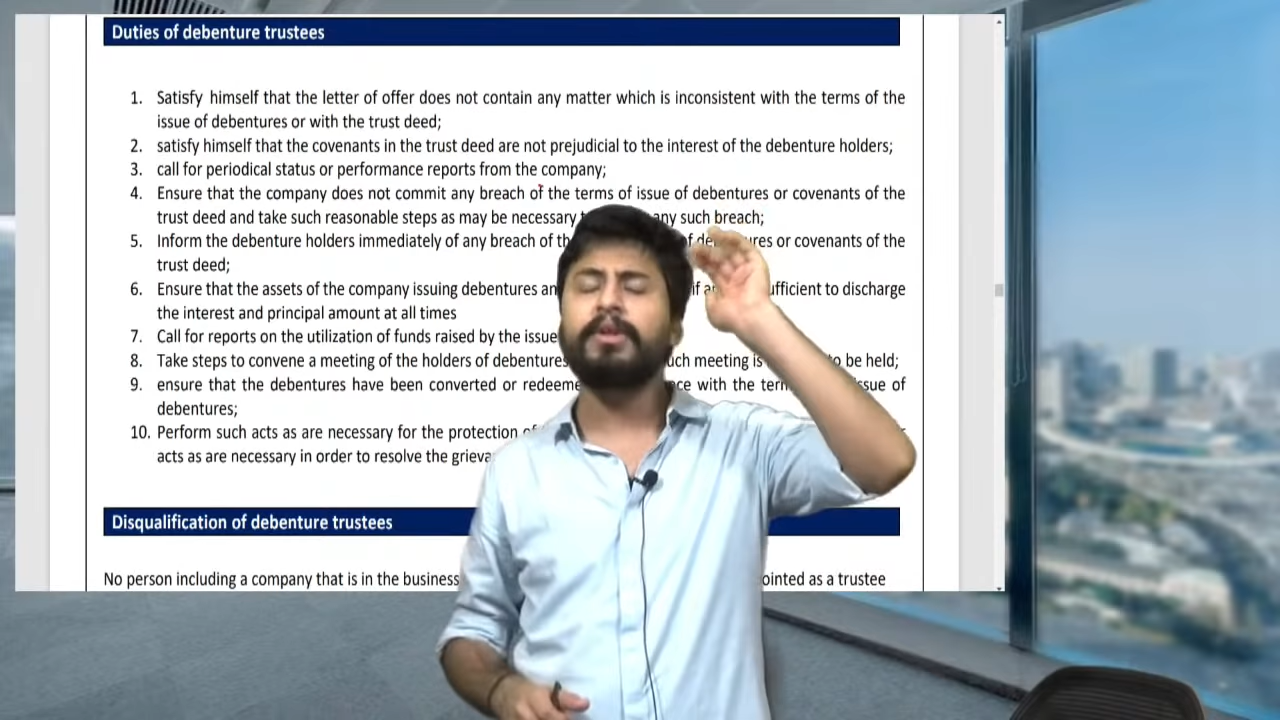 Duties of debenture trustees
1. Satisfy himself that the letter of offer does not contain any matter which is inconsistent with the terms of the
issue of debentures or with the trust deed;
2. satisfy himself that the covenants in the trust deed are not prejudicial to the interest of the debenture holders;
3. call for periodical status or performance reports from the company;
4. Ensure that the company does not commit any breach of the terms of issue of debentures or covenants of the
trust deed and take such reasonable steps as may be necessary any such breach;
5. Inform the debenture holders immediately of any breach of or covenants of the
trust deed;
6. Ensure that the assets of the company issuing debentures if discharge
the interest and principal amount at all times
7. Call for reports on the utilization of funds raised by the issue
8. Take steps to convene a meeting of the holders of debentures meeting is to be held;
9. ensure that the debentures have been converted or with the of
debentures;
10. Perform such acts as are necessary for the protection
acts as are necessary in order to resolve the
Disqualification of debenture trustees
No person including a company that is in the business as a trustee